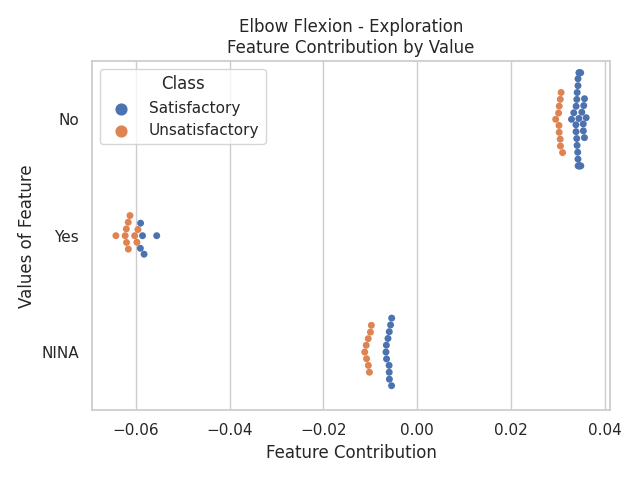 Elbow Flexion - Exploration
Feature Contribution by Value
Class
Satisfactory
Unsatisfactory
Values of Feature
No
Yes
NINA
−0.06
−0.04
−0.02
0.00
0.02
0.04
Feature Contribution